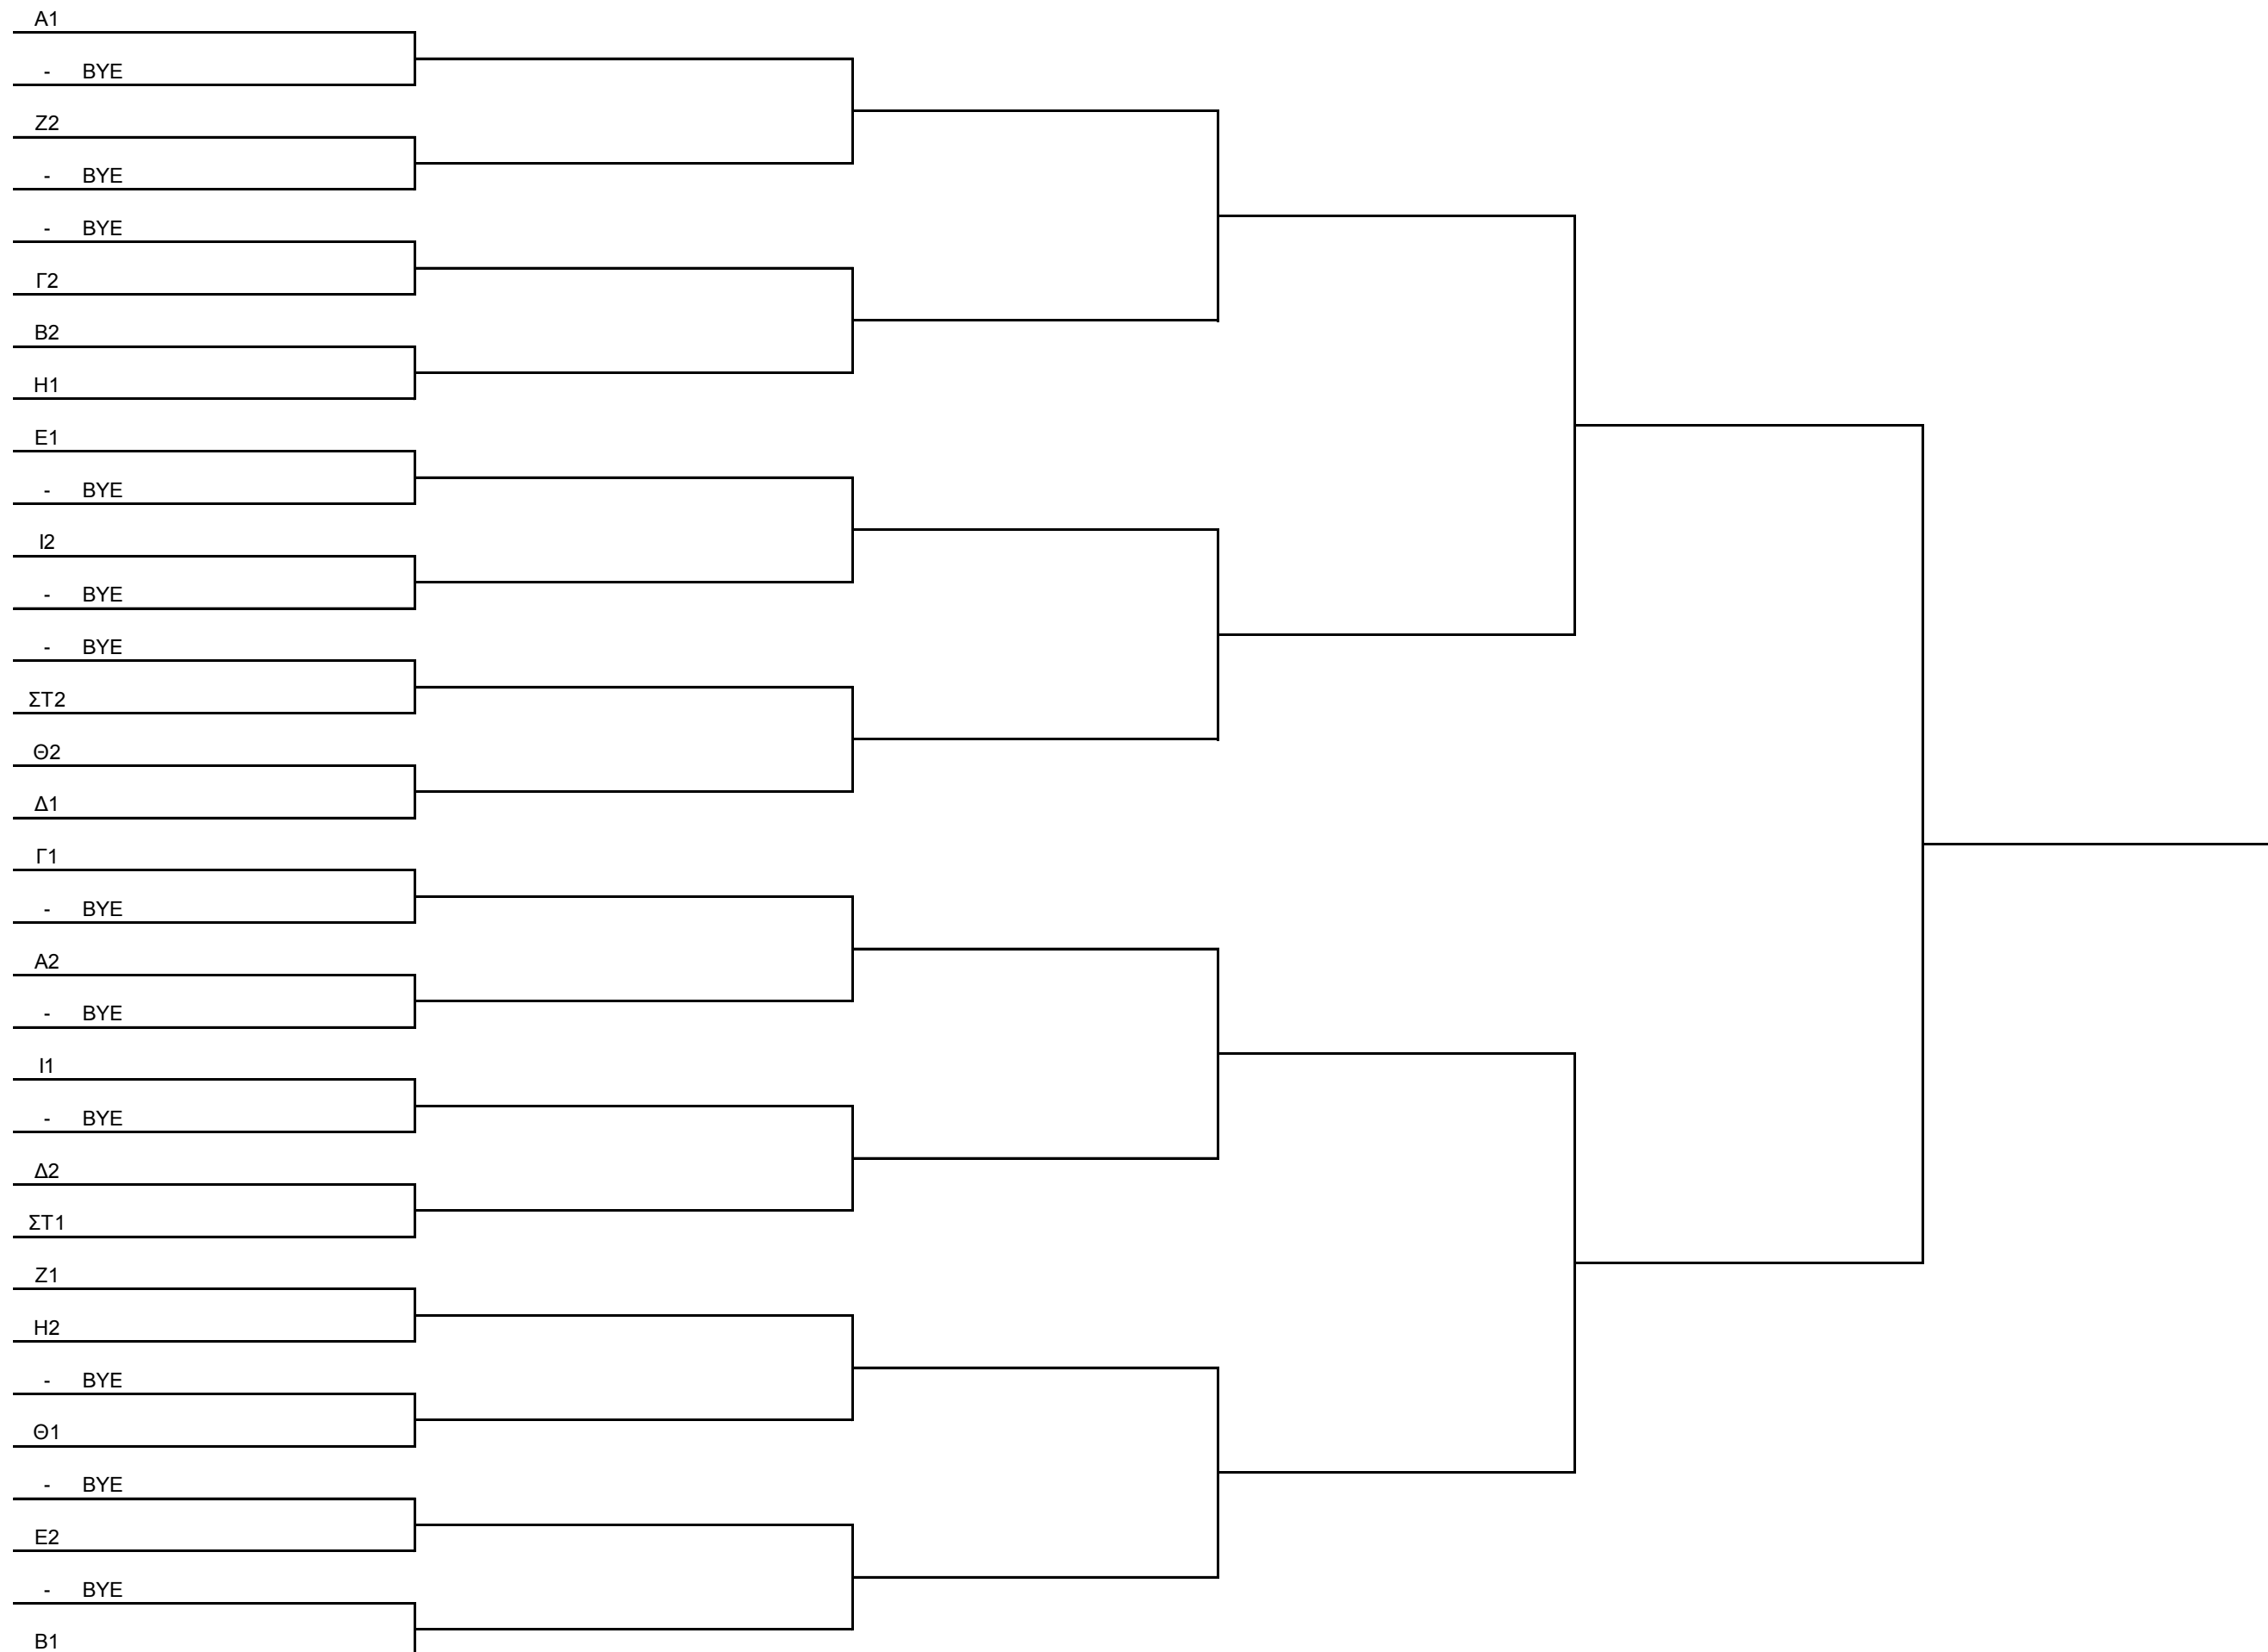 Α1
- BYE
Ζ2
- BYE
- BYE
Γ2
Β2
Η1
Ε1
- BYE
Ι2
- BYE
- BYE
ΣΤ2
Θ2
Δ1
Γ1
- BYE
Α2
- BYE
Ι1
- BYE
Δ2
ΣΤ1
Ζ1
Η2
- BYE
Θ1
- BYE
Ε2
- BYE
Β1